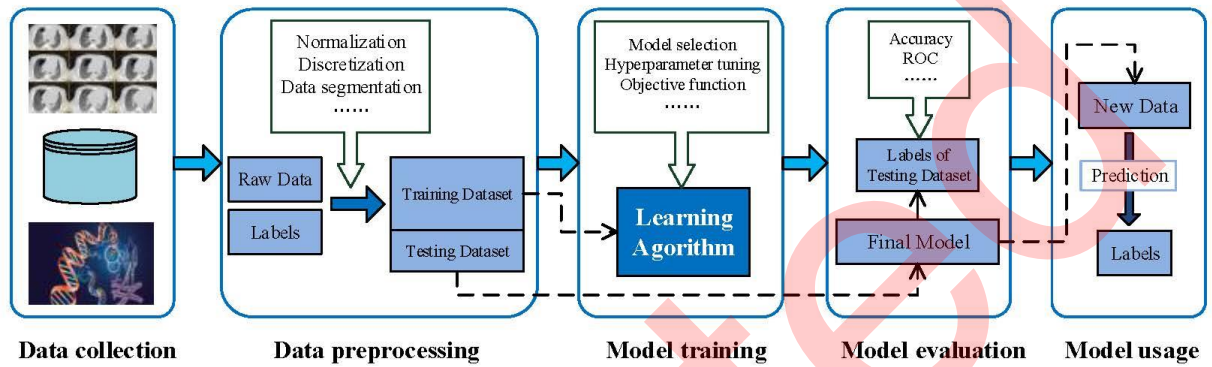 Normalization
Discretization
Data segmentation
......
Raw Data
Labels
Training Dataset
Testing Dataset
Model selection
Hyperparameter tuning
Objective function
......
Learning
Agorithm
Accuracy
ROC
......
Labels of
Testing Dataset
Final Model
New Data
Prediction
Labels
Data collection
Data preprocessing
Model training
Model evaluation
Model usage